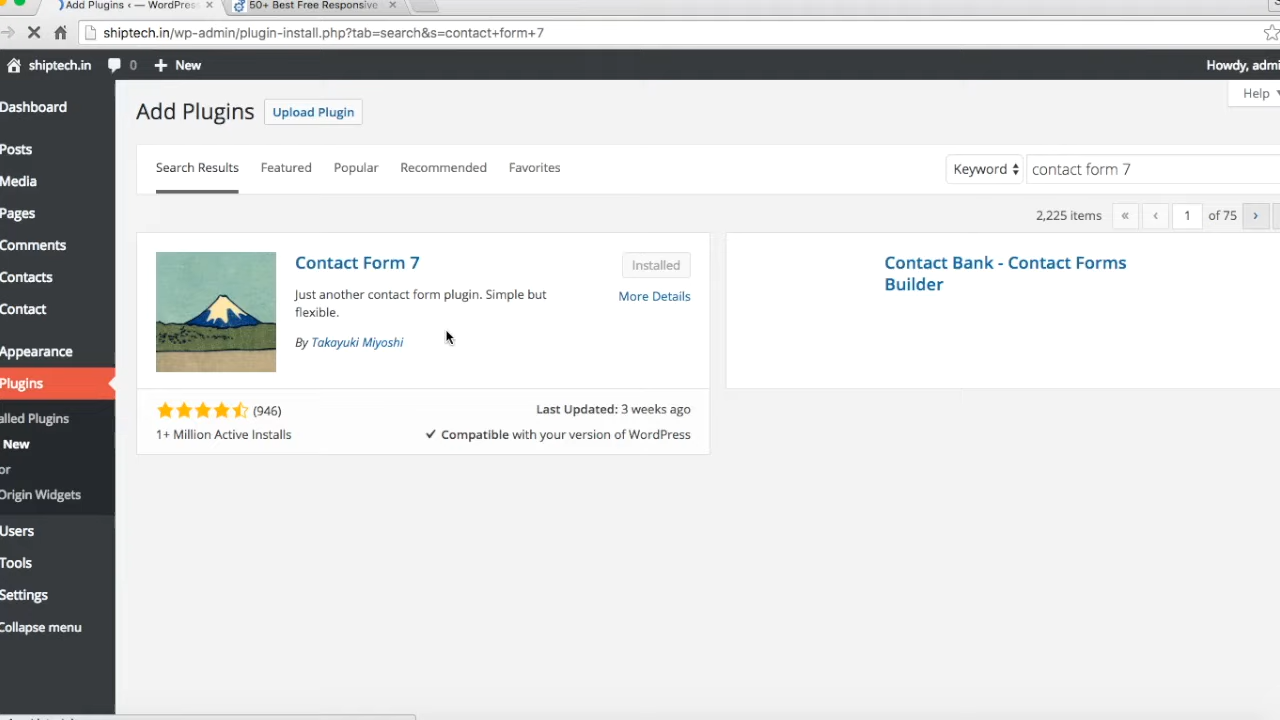 Add Plugins ‹ — WordPres
50+ Best Free Responsive
shiptech.in/wp-admin/plugin-install.php?tab=search&s=contact+form+7
shiptech.in
0
New
Howdy, admi
Help
Dashboard
Posts
Media
Pages
Comments
Contacts
Contact
Appearance
Plugins
alled Plugins
New
or
Origin Widgets
Users
Tools
Settings
Collapse menu
Add Plugins
Upload Plugin
Search Results
Featured
Popular
Recommended
Favorites
Keyword
contact form 7
2,225 items
«
‹
1
of 75
›
Contact Form 7
Installed
More Details
Just another contact form plugin. Simple but
flexible.
By Takayuki Miyoshi
(946)
1+ Million Active Installs
Last Updated: 3 weeks ago
Compatible with your version of WordPress
Contact Bank - Contact Forms
Builder